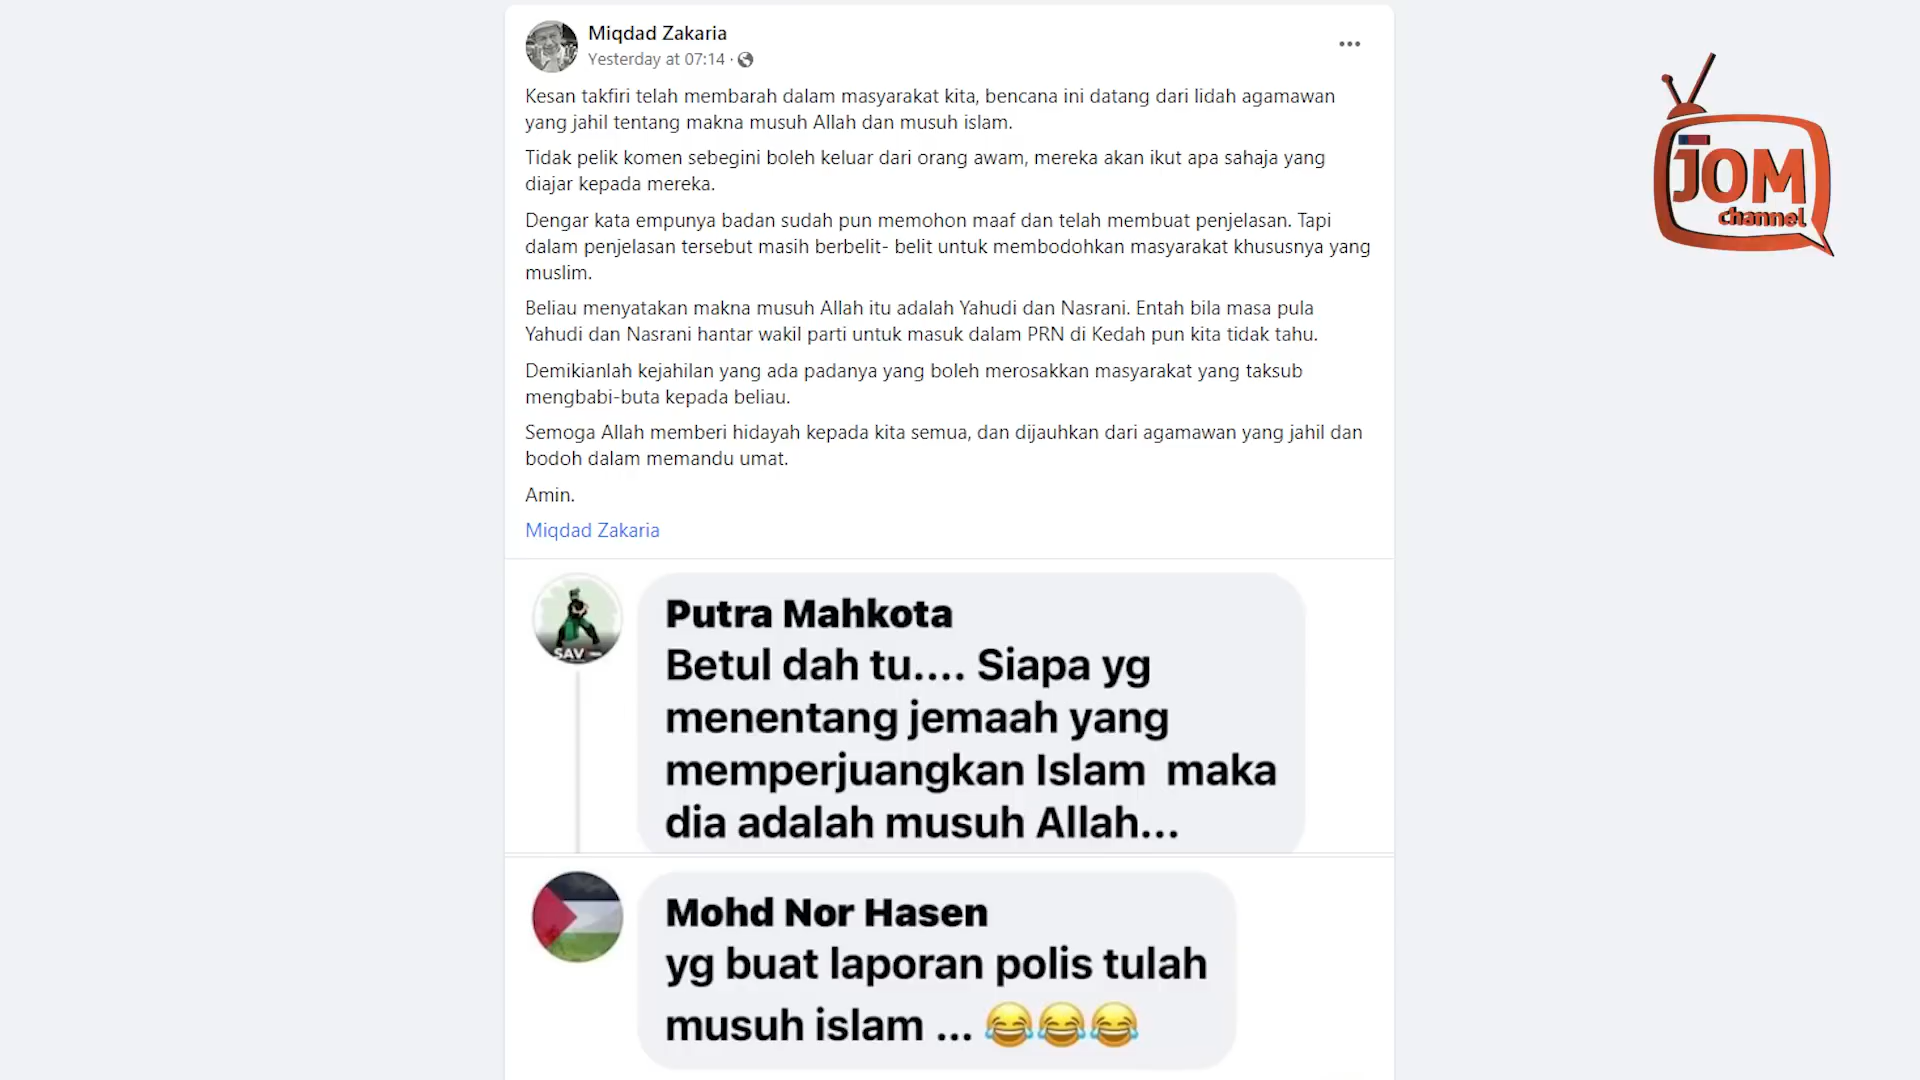 Miqdad Zakaria
Yesterday at 07:14 ·
Kesan takfiri telah membarah dalam masyarakat kita, bencana ini datang dari lidah agamawan
yang jahil tentang makna musuh Allah dan musuh islam.
Tidak pelik komen sebegini boleh keluar dari orang awam, mereka akan ikut apa sahaja yang
diajar kepada mereka.
Dengar kata empunya badan sudah pun memohon maaf dan telah membuat penjelasan. Tapi
dalam penjelasan tersebut masih berbelit- belit untuk membodohkan masyarakat khususnya yang
muslim.
Beliau menyatakan makna musuh Allah itu adalah Yahudi dan Nasrani. Entah bila masa pula
Yahudi dan Nasrani hantar wakil parti untuk masuk dalam PRN di Kedah pun kita tidak tahu.
Demikianlah kejahilan yang ada padanya yang boleh merosakkan masyarakat yang taksub
mengbabi-buta kepada beliau.
Semoga Allah memberi hidayah kepada kita semua, dan dijauhkan dari agamawan yang jahil dan
bodoh dalam memandu umat.
Amin.
Miqdad Zakaria
JOM
channel
SAV
Putra Mahkota
Betul dah tu.... Siapa yg
menentang jemaah yang
memperjuangkan Islam maka
dia adalah musuh Allah...
Mohd Nor Hasen
yg buat laporan polis tulah
musuh islam ... 😂😂😂